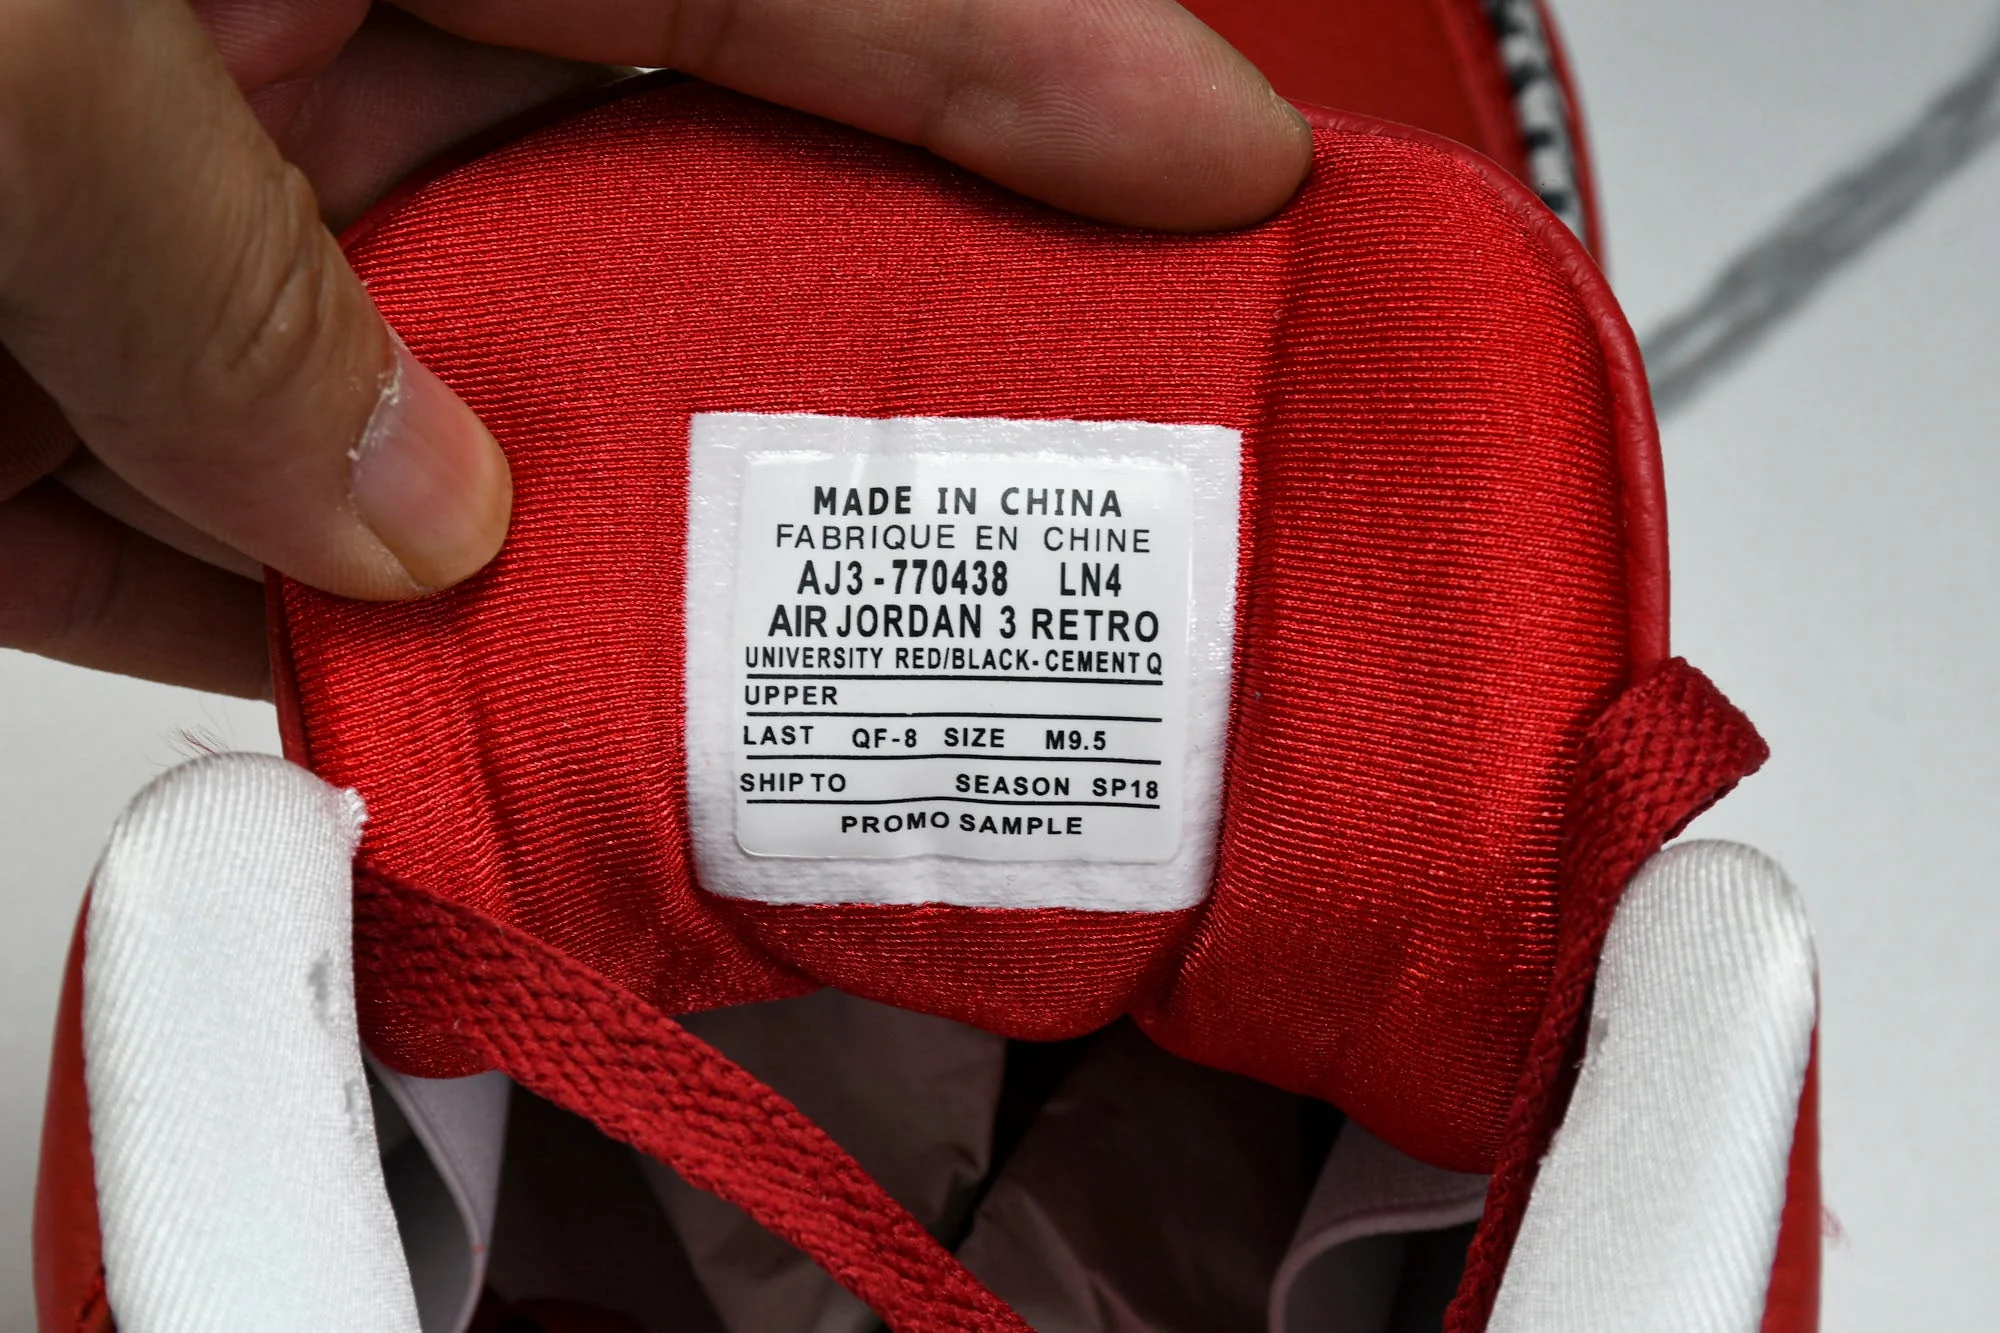 MADE IN CHINA
FABRIQUE EN CHINE
AJ3-770438 LN4
AIR JORDAN 3 RETRO
UNIVERSITY RED/BLACK-CEMENT Q
UPPER
LAST QF-8 SIZE M9.5
SHIP TO SEASON SP18
PROMO SAMPLE